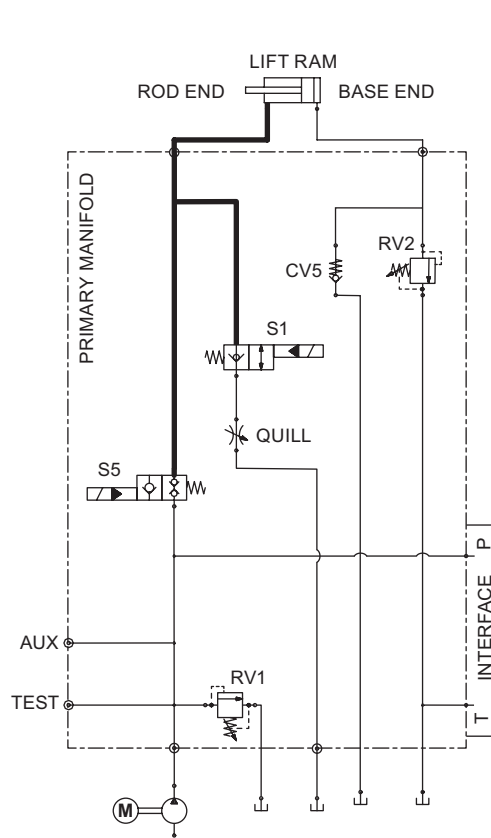 LIFT RAM
ROD END
BASE END
PRIMARY MANIFOLD
RV2
CV5
S1
QUILL
S5
P
INTERFACE
AUX
RV1
TEST
T
M